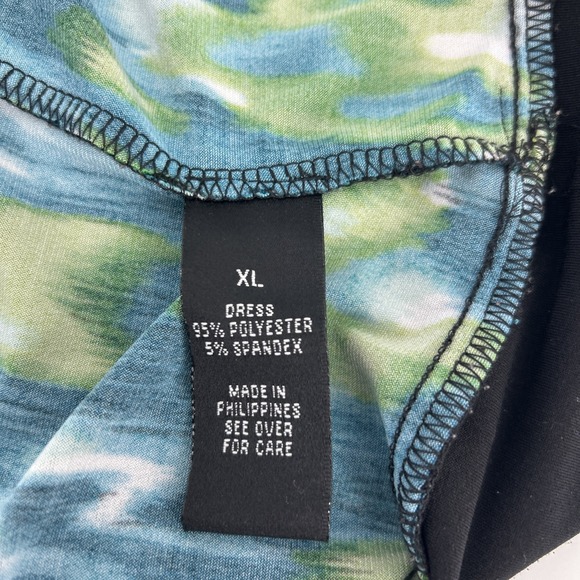 XL
DRESS
95% POLYESTER
5% SPANDEX
MADE IN
PHILIPPINES
SEE OVER
FOR CARE